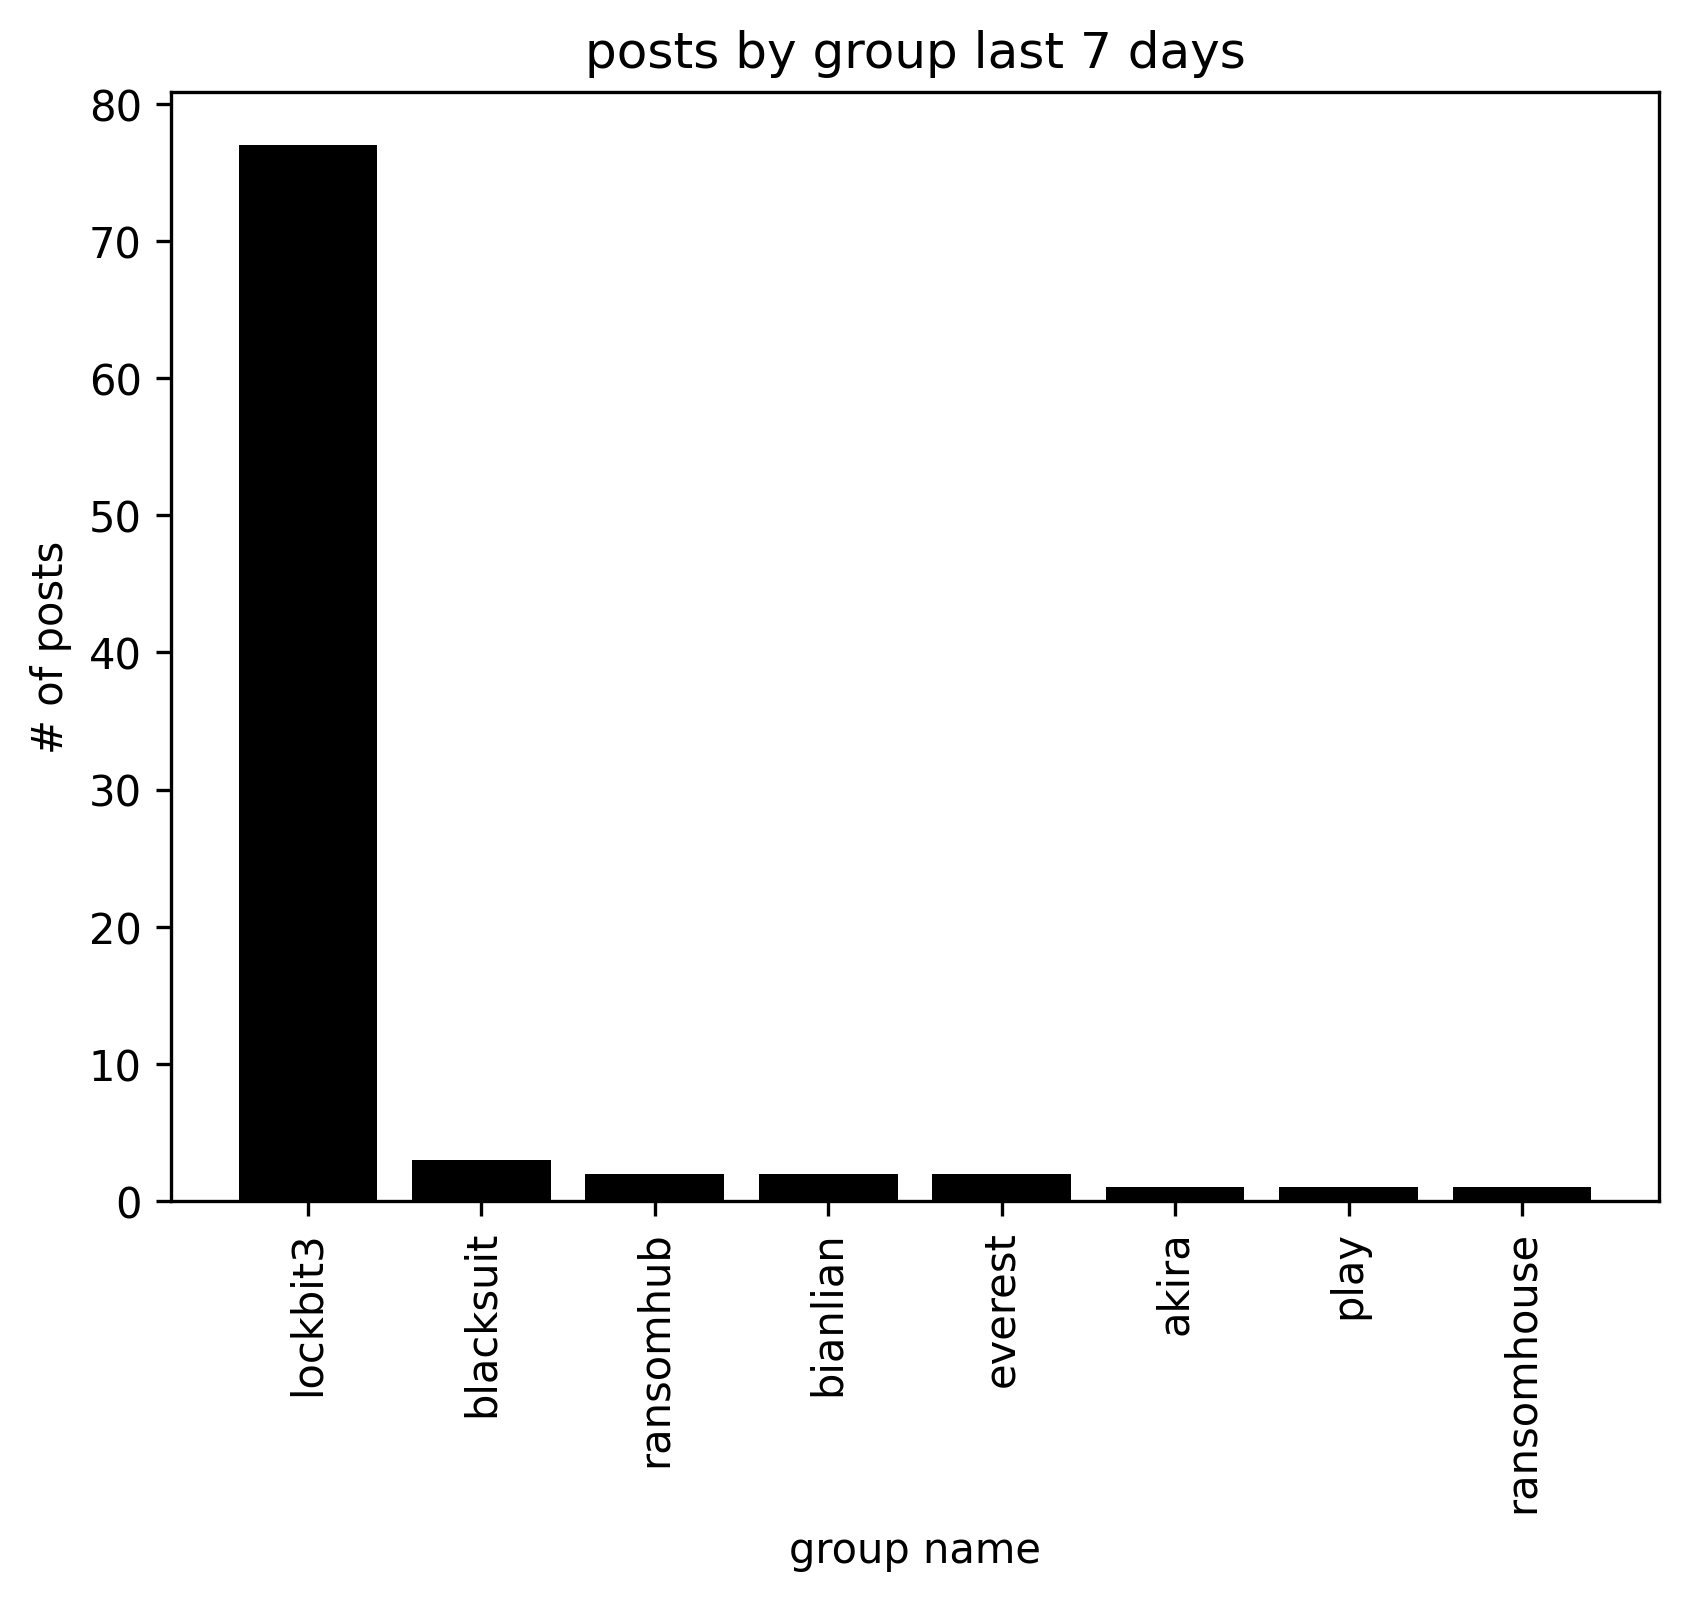 posts by group last 7 days
80
70
60
50
40
30
20
10
0
# of posts
lockbit3
blacksuit
ransomhub
bianlian
everest
akira
play
ransomhouse
group name